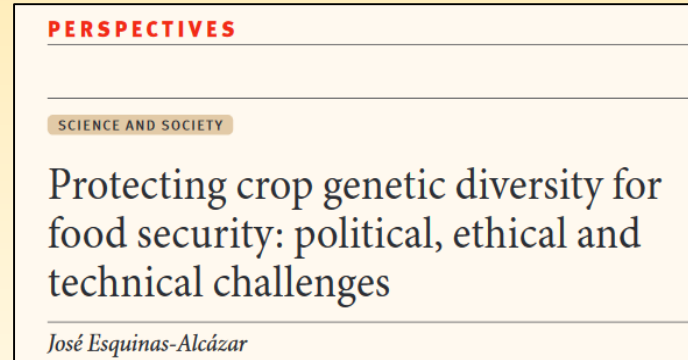 PERSPECTIVES
SCIENCE AND SOCIETY
Protecting crop genetic diversity for
food security: political, ethical and
technical challenges
José Esquinas-Alcázar